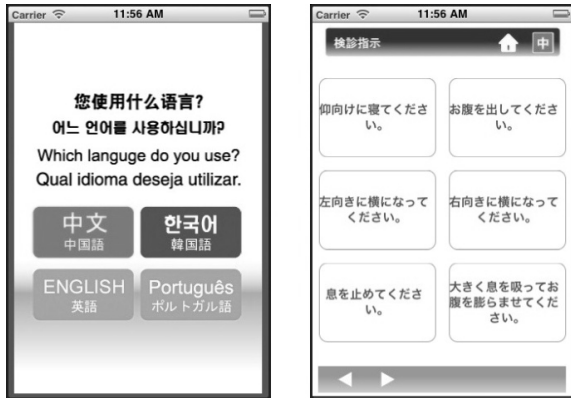 Carrier 11:56 AM
您使用什么语言?
어느 언어를 사용하십니까?
Which languge do you use?
Qual idioma deseja utilizar.
中文
中国語
한국어
韓国語
ENGLISH
英語
Português
ポルトガル語
Carrier 11:56 AM
検診指示
中
仰向けに寝てくださ
い。
お腹を出してくださ
い。
左向きに横になって
ください。
右向きに横になって
ください。
息を止めてくださ
い。
大きく息を吸ってお
腹を膨らませてくだ
さい。